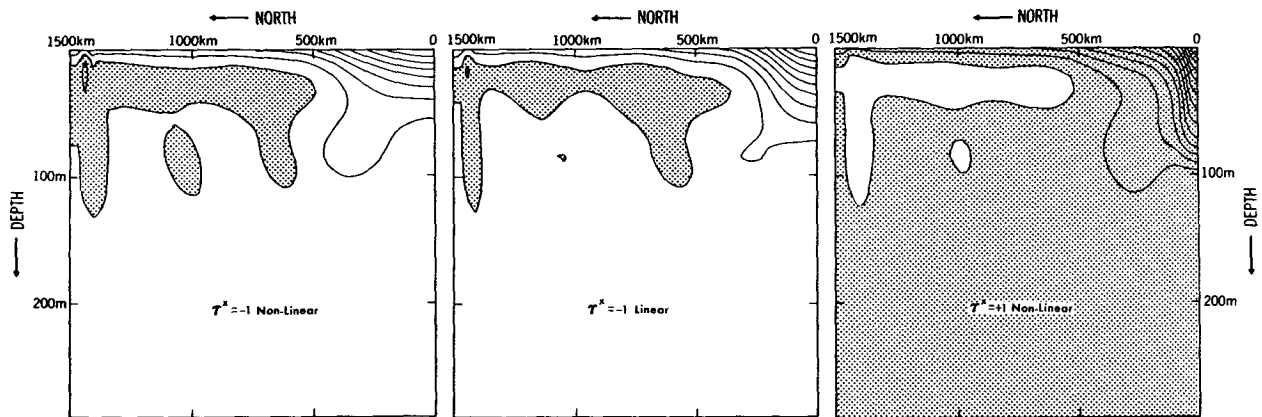 ← NORTH
1500km 1000km 500km 0
← NORTH
1500km 1000km 500km 0
← NORTH
1500km 1000km 500km 0
100m
200m
← DEPTH
τˣ=-1 Non-Linear
τˣ=-1 Linear
τˣ=+1 Non-Linear
100m
200m
← DEPTH